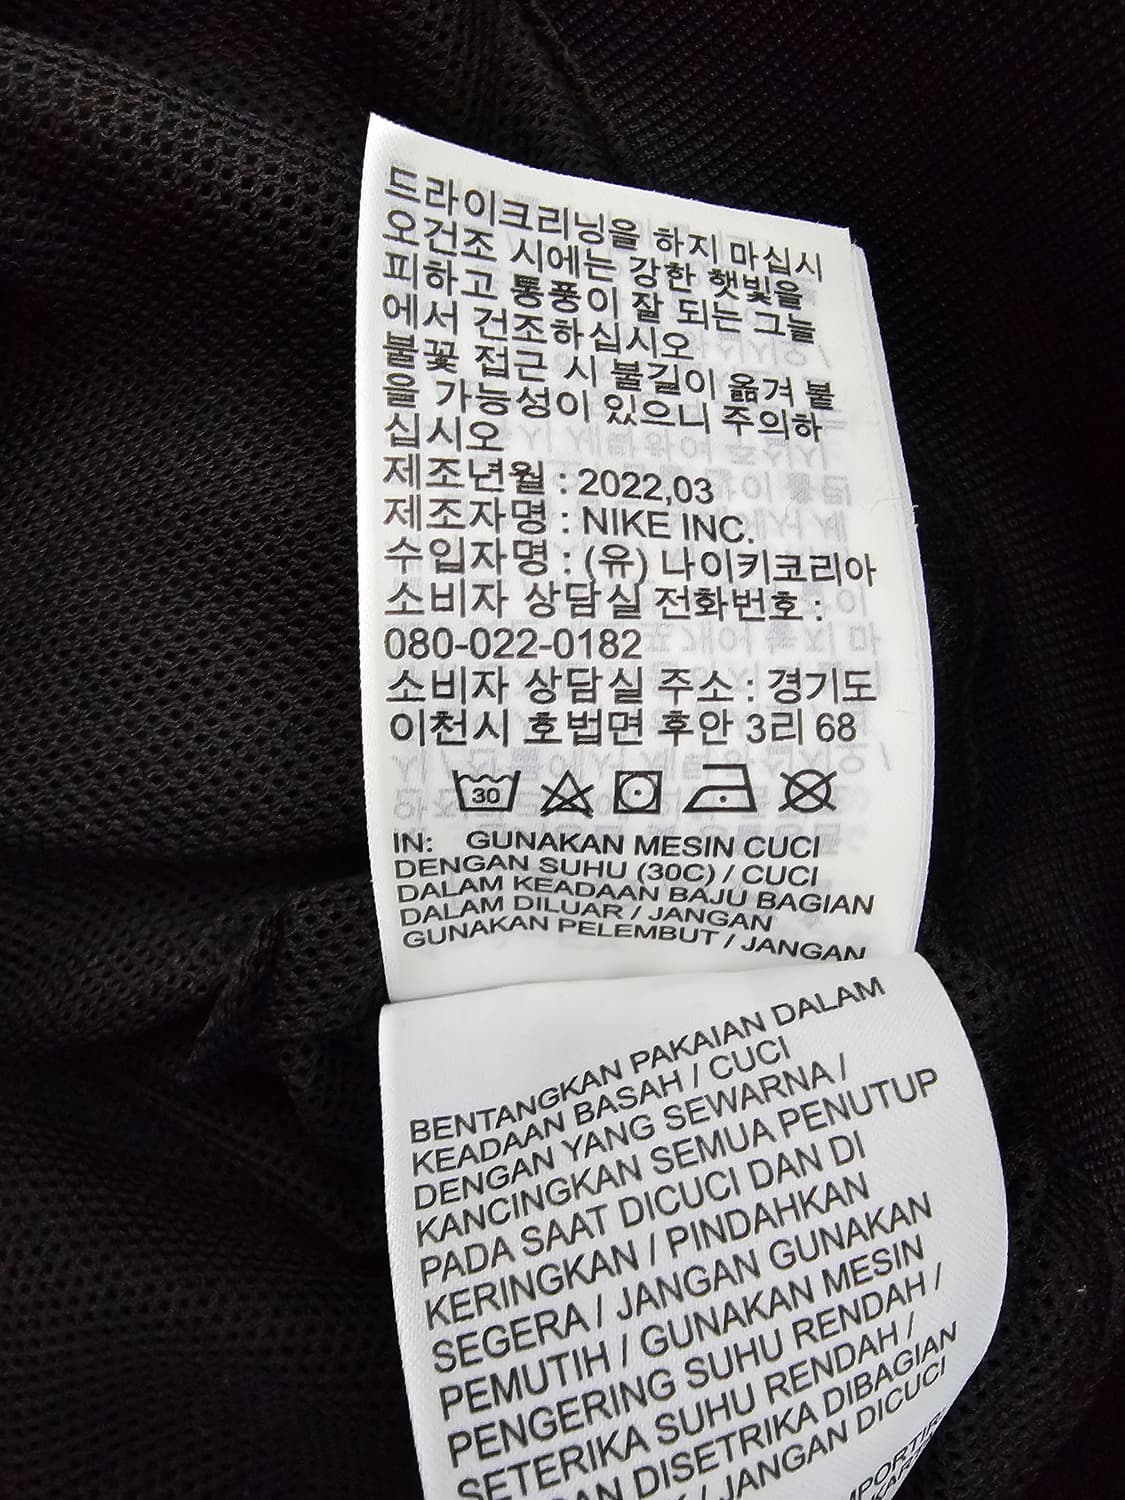 드라이크리닝을 하지 마십시
오건조 시에는 강한 햇빛을
피하고 통풍이 잘 되는 그늘
에서 건조하십시오
불꽃 접근 시 불길이 옮겨 붙
을 가능성이 있으니 주의하
십시오
제조년월 : 2022,03
제조자명 : NIKE INC.
수입자명 : (유) 나이키코리아
소비자 상담실 전화번호 :
080-022-0182
소비자 상담실 주소 : 경기도
이천시 호법면 후안 3리 68
30
IN: GUNAKAN MESIN CUCI
DENGAN SUHU (30C) / CUCI
DALAM KEADAAN BAJU BAGIAN
DALAM DILUAR / JANGAN
GUNAKAN PELEMBUT / JANGAN
BENTANGKAN PAKAIAN DALAM
KEADAAN BASAH / CUCI
DENGAN YANG SEWARNA /
KANCINGKAN SEMUA PENUTUP
PADA SAAT DICUCI DAN DI
KERINGKAN / PINDAHKAN
SEGERA / JANGAN GUNAKAN
PEMUTIH / GUNAKAN MESIN
PENGERING SUHU RENDAH /
SETERIKA SUHU RENDAH /
DISETRIKA DIBAGIAN
/ JANGAN DICUCI